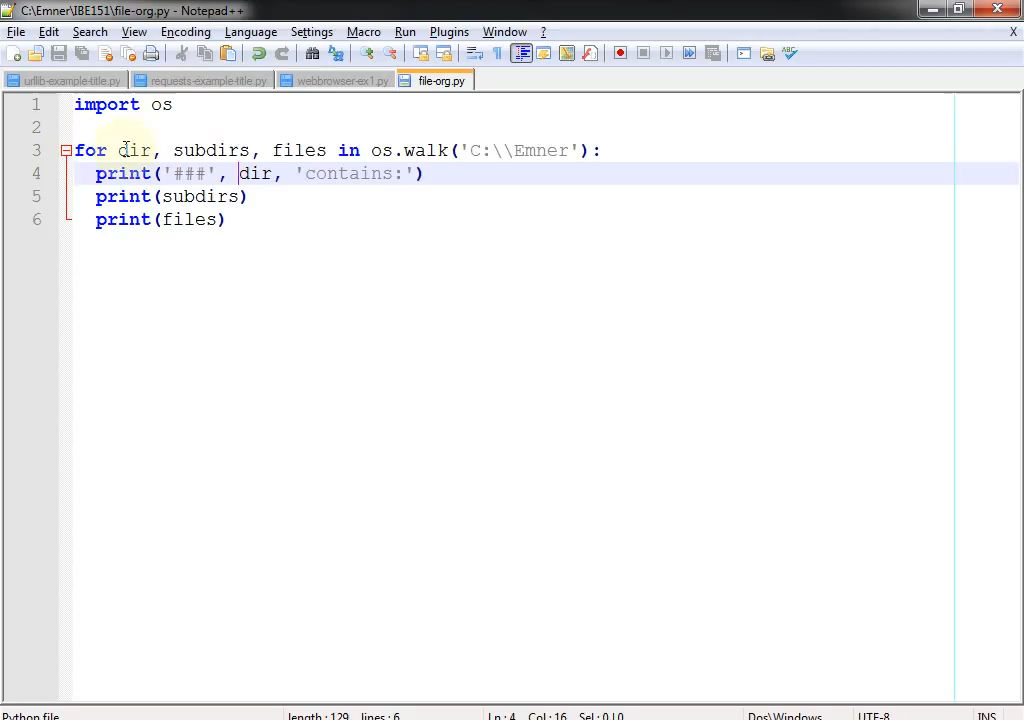 C:\Emner\IBE151\file-org.py - Notepad++
File Edit Search View Encoding Language Settings Macro Run Plugins Window ? X
urllib-example-title.py requests-example-title.py webbrowser-ex1.py file-org.py
1 import os
2
3 for dir, subdirs, files in os.walk('C:\\Emner'):
4 print('###', dir, 'contains:')
5 print(subdirs)
6 print(files)
Python file length : 129 lines : 6 Ln : 4 Col : 16 Sel : 0 | 0 Dos\Windows UTF-8 INS